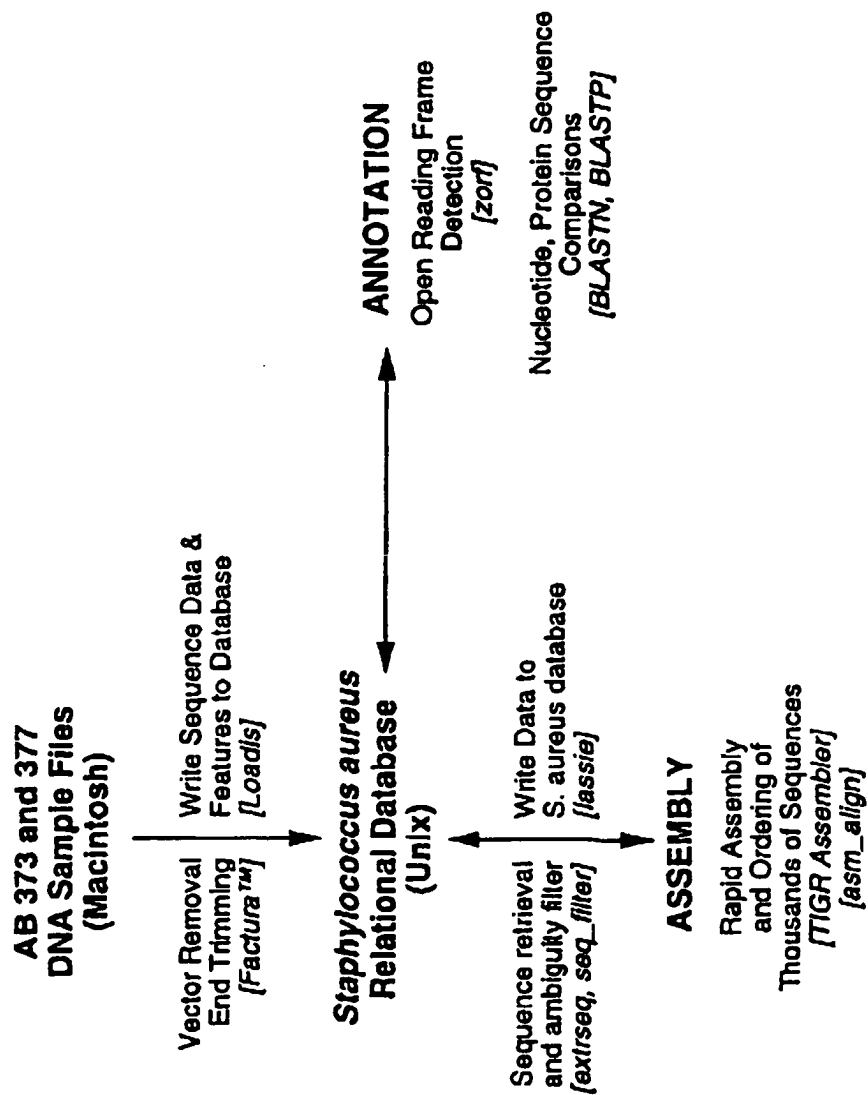 AB 373 and 377
DNA Sample Files
(Macintosh)
Vector Removal
End Trimming
[Factura™]
Write Sequence Data &
Features to Database
[Loadis]
Staphylococcus aureus
Relational Database
(Unix)
ANNOTATION
Open Reading Frame
Detection
[zorf]
Nucleotide, Protein Sequence
Comparisons
[BLASTN, BLASTP]
Sequence retrieval
and ambiguity filter
[extrseq, seq_filter]
Write Data to
S. aureus database
[lassie]
ASSEMBLY
Rapid Assembly
and Ordering of
Thousands of Sequences
[TIGR Assembler]
[asm_align]